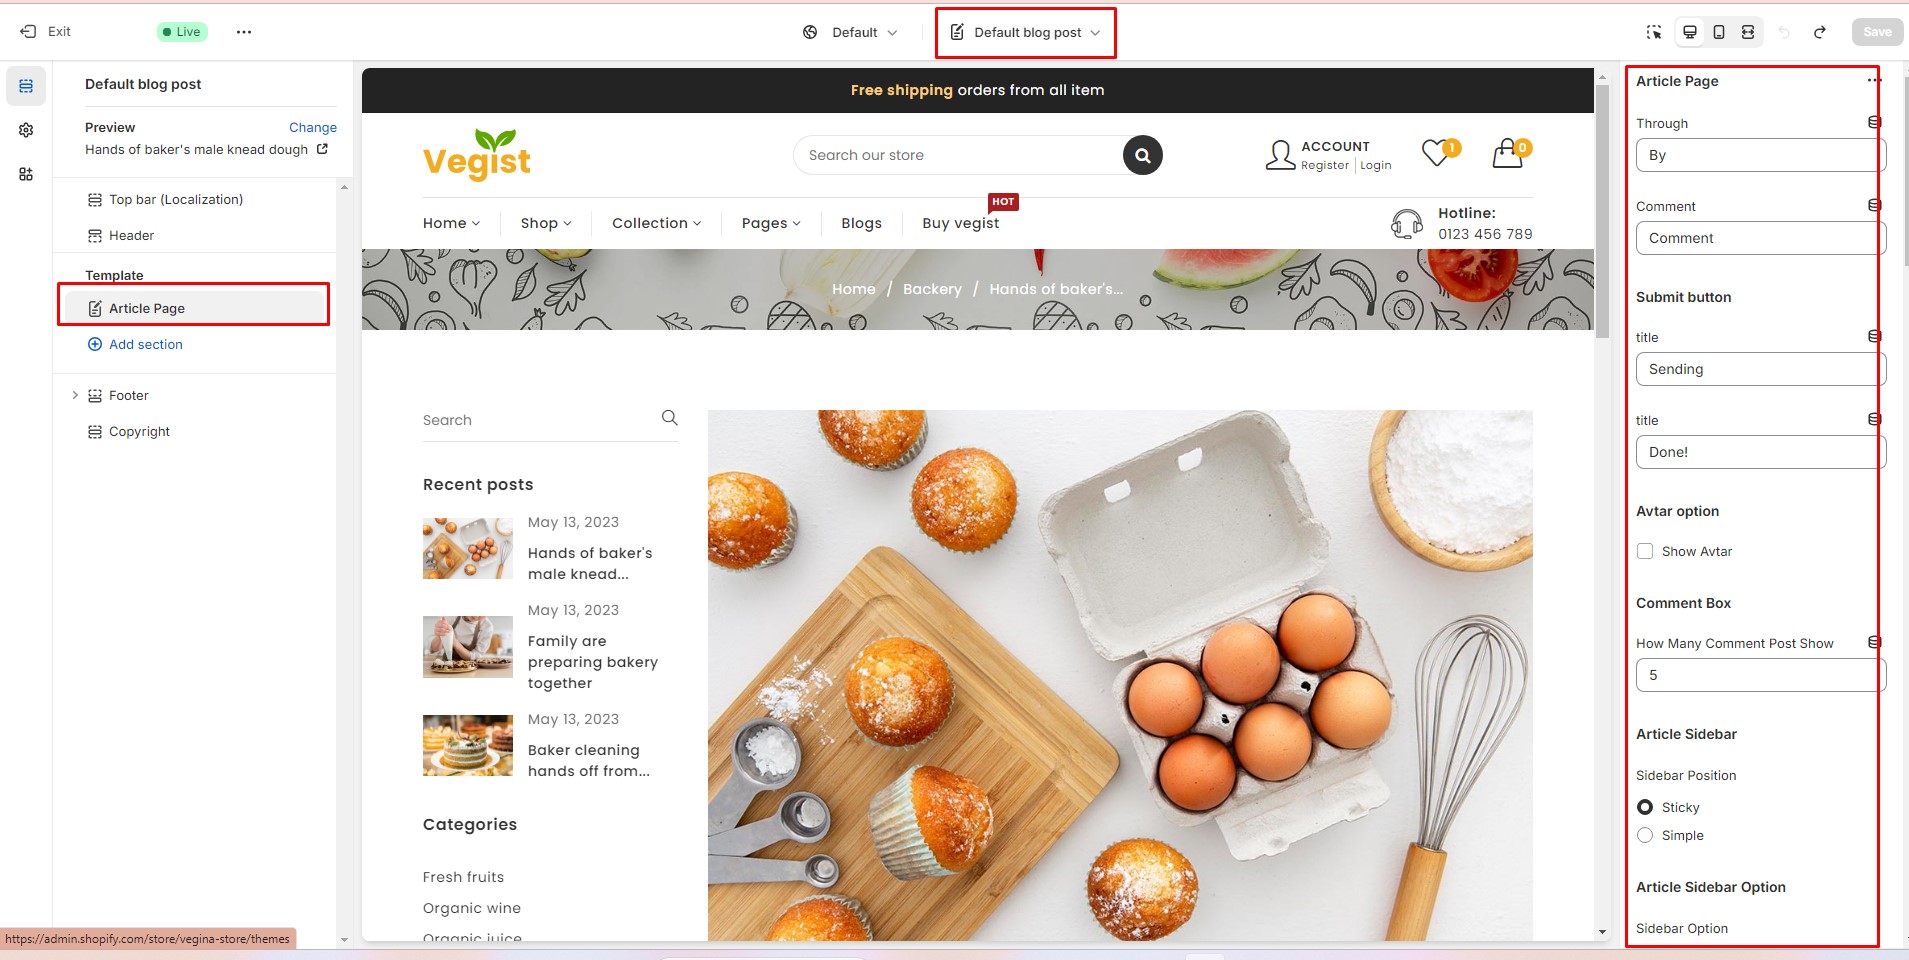 Exit
Live
Default
Default blog post
Save
Default blog post
Preview
Change
Hands of baker's male knead dough
Top bar (Localization)
Header
Template
Article Page
Add section
Footer
Copyright
https://admin.shopify.com/store/vegina-store/themes
Free shipping orders from all item
Vegist
Search our store
ACCOUNT
Register Login
1
0
HOT
Home
Shop
Collection
Pages
Blogs
Buy vegist
Hotline:
0123 456 789
Home / Backery / Hands of baker's...
Search
Recent posts
May 13, 2023
Hands of baker's
male knead...
May 13, 2023
Family are
preparing bakery
together
May 13, 2023
Baker cleaning
hands off from...
Categories
Fresh fruits
Organic wine
Organic juice
Article Page
Through
By
Comment
Comment
Submit button
title
Sending
title
Done!
Avtar option
Show Avtar
Comment Box
How Many Comment Post Show
5
Article Sidebar
Sidebar Position
Sticky
Simple
Article Sidebar Option
Sidebar Option